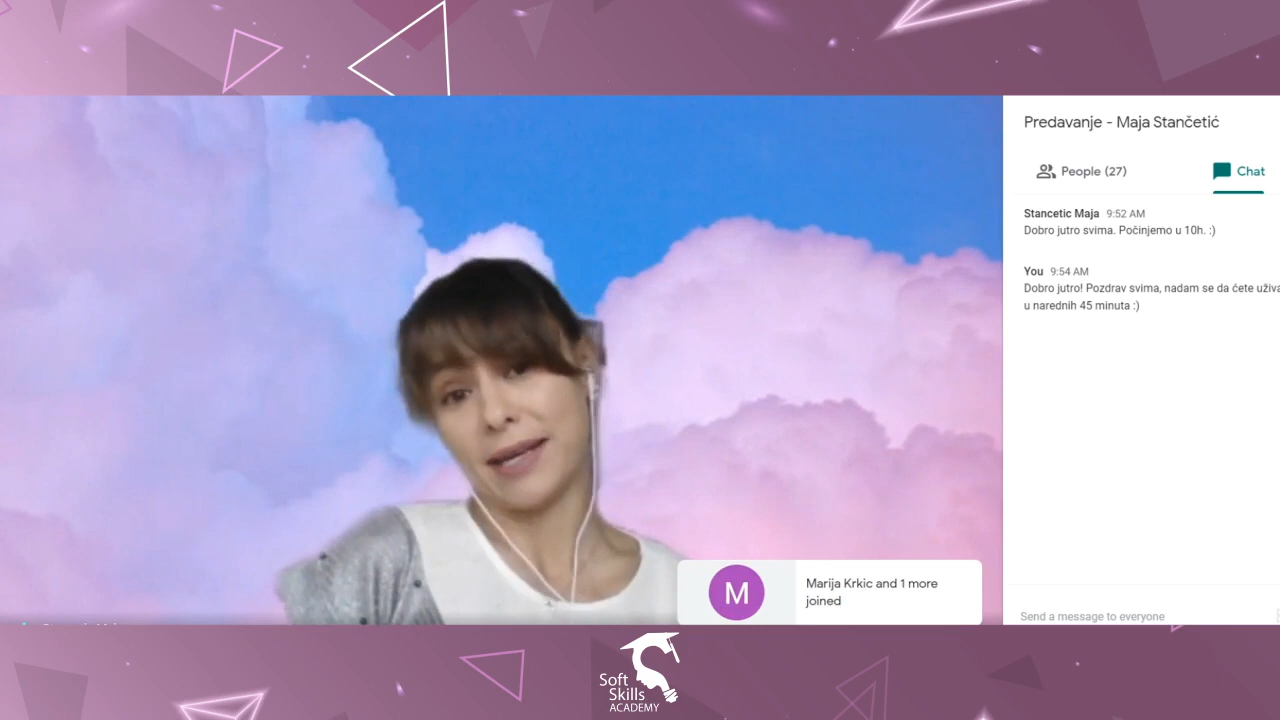 Predavanje - Maja Stančetić
People (27)
Chat
Stancetic Maja 9:52 AM
Dobro jutro svima. Počinjemo u 10h. :)
You 9:54 AM
Dobro jutro! Pozdrav svima, nadam se da ćete uživa
u narednih 45 minuta :)
M
Marija Krkic and 1 more
joined
Send a message to everyone
Soft
Skills
ACADEMY